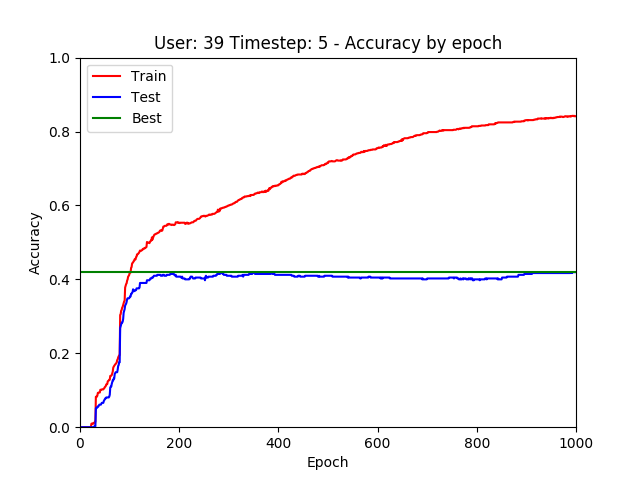 User: 39 Timestep: 5 - Accuracy by epoch
Train
Test
Best
Accuracy
1.0
0.8
0.6
0.4
0.2
0.0
0 200 400 600 800 1000
Epoch